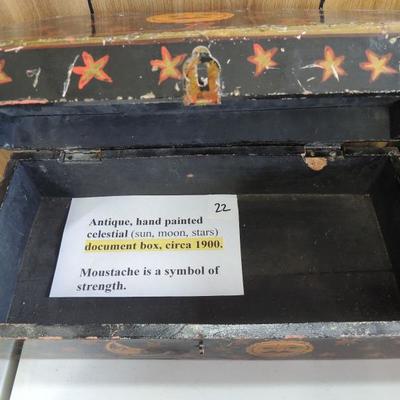 22
Antique, hand painted
celestial (sun, moon, stars)
document box, circa 1900.
Moustache is a symbol of
strength.